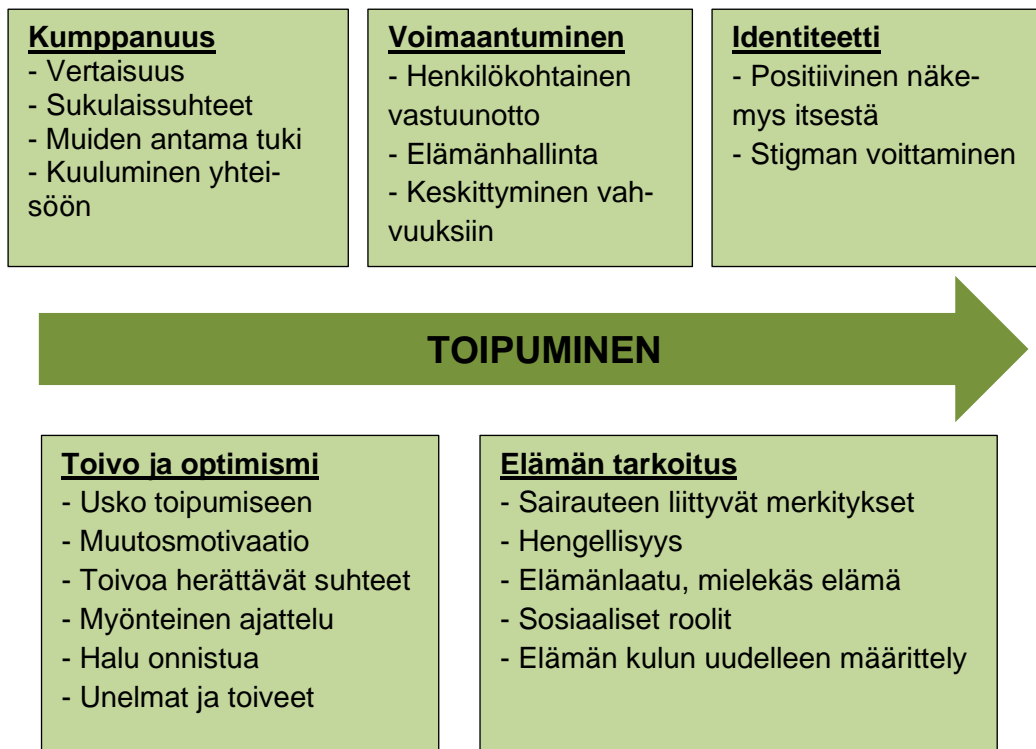 Kumppanuus
- Vertaisuus
- Sukulaissuhteet
- Muiden antama tuki
- Kuuluminen yhtei-
söön
Voimaantuminen
- Henkilökohtainen
vastuunotto
- Elämänhallinta
- Keskittyminen vah-
vuuksiin
Identiteetti
- Positiivinen näke-
mys itsestä
- Stigman voittaminen
TOIPUMINEN
Toivo ja optimismi
- Usko toipumiseen
- Muutosmotivaatio
- Toivoa herättävät suhteet
- Myönteinen ajattelu
- Halu onnistua
- Unelmat ja toiveet
Elämän tarkoitus
- Sairauteen liittyvät merkitykset
- Hengellisyys
- Elämänlaatu, mielekäs elämä
- Sosiaaliset roolit
- Elämän kulun uudelleen määrittely